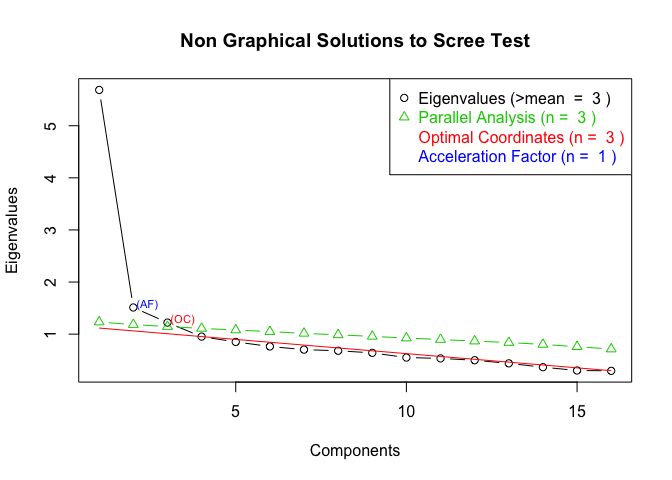 Non Graphical Solutions to Scree Test
Eigenvalues (>mean  =  3 )
Parallel Analysis (n =  3 )
Optimal Coordinates (n =  3 )
Acceleration Factor (n =  1 )
(AF)
(OC)
Eigenvalues
5
4
3
2
1
5
10
15
Components